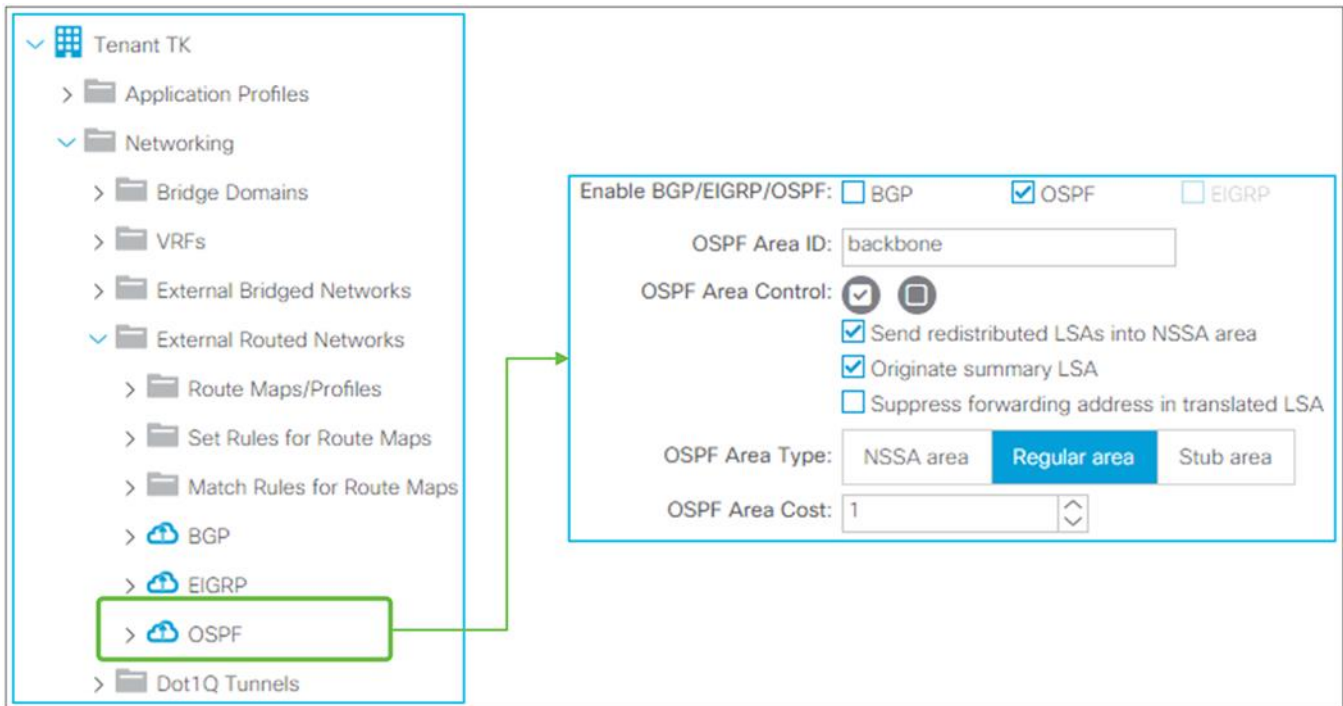 Tenant TK
Application Profiles
Networking
Bridge Domains
VRFs
External Bridged Networks
External Routed Networks
Route Maps/Profiles
Set Rules for Route Maps
Match Rules for Route Maps
BGP
EIGRP
OSPF
Dot1Q Tunnels
Enable BGP/EIGRP/OSPF: BGP OSPF EIGRP
OSPF Area ID: backbone
OSPF Area Control:
Send redistributed LSAs into NSSA area
Originate summary LSA
Suppress forwarding address in translated LSA
OSPF Area Type: NSSA area Regular area Stub area
OSPF Area Cost: 1